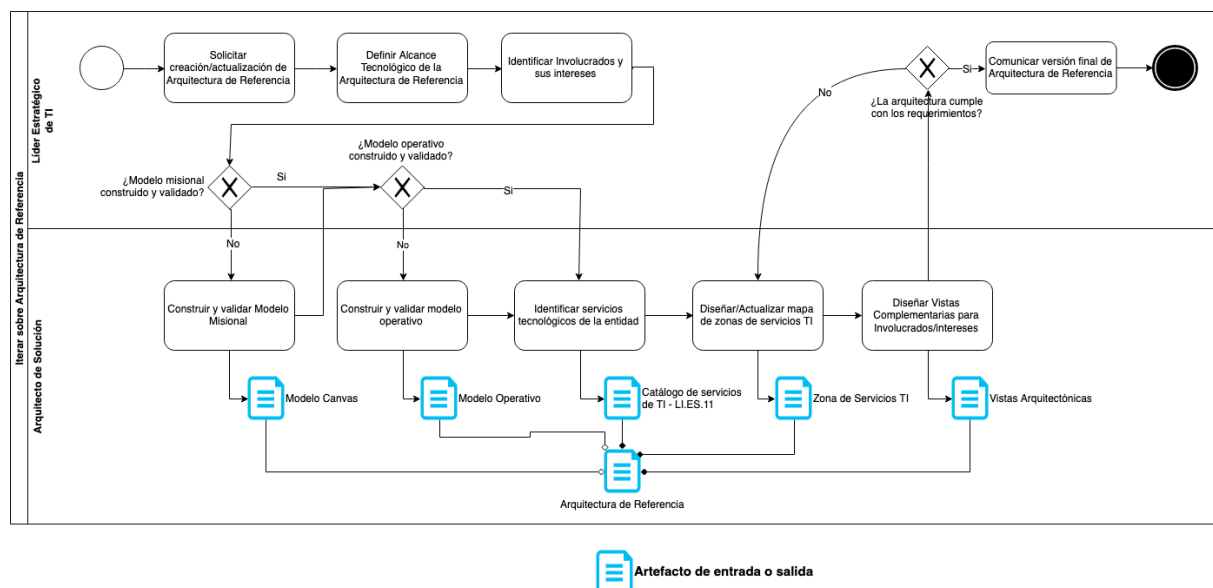 Iterar sobre Arquitectura de Referencia
Líder Estratégico
de TI
Solicitar
creación/actualización de
Arquitectura de Referencia
Definir Alcance
Tecnológico de la
Arquitectura de Referencia
Identificar Involucrados y
sus intereses
¿La arquitectura cumple
con los requerimientos?
Si
No
Comunicar versión final de
Arquitectura de Referencia
¿Modelo misional
construido y validado?
Si
No
¿Modelo operativo
construido y validado?
Si
No
Arquitecto de Solución
Construir y validar Modelo
Misional
Construir y validar modelo
operativo
Identificar servicios
tecnológicos de la entidad
Diseñar/Actualizar mapa
de zonas de servicios TI
Diseñar Vistas
Complementarias para
Involucrados/intereses
Modelo Canvas
Modelo Operativo
Catálogo de servicios
de TI - LI.ES.11
Zona de Servicios TI
Vistas Arquitectónicas
Arquitectura de Referencia
Artefacto de entrada o salida